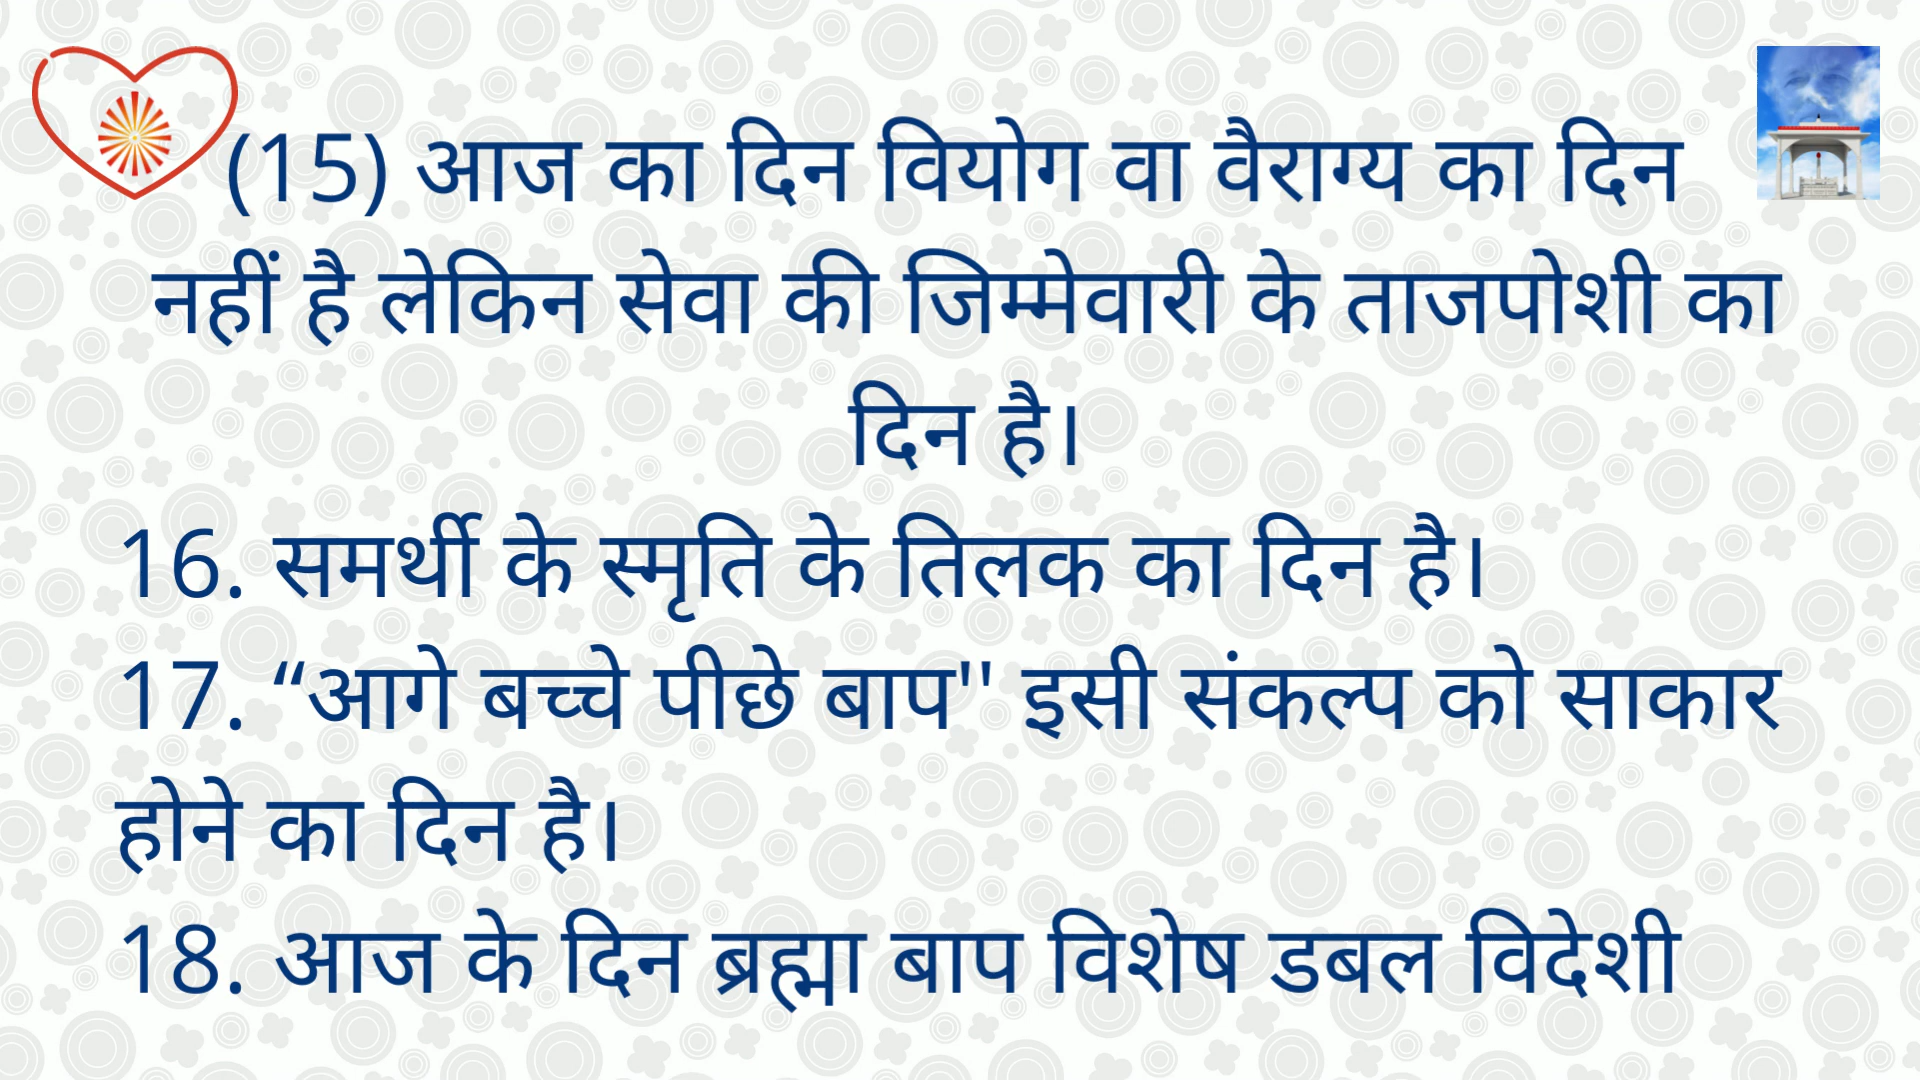 (15) आज का दिन वियोग वा वैराग्य का दिन
नहीं है लेकिन सेवा की जिम्मेवारी के ताजपोशी का
दिन है।
16. समर्थी के स्मृति के तिलक का दिन है।
17. “आगे बच्चे पीछे बाप'' इसी संकल्प को साकार
होने का दिन है।
18. आज के दिन ब्रह्मा बाप विशेष डबल विदेशी